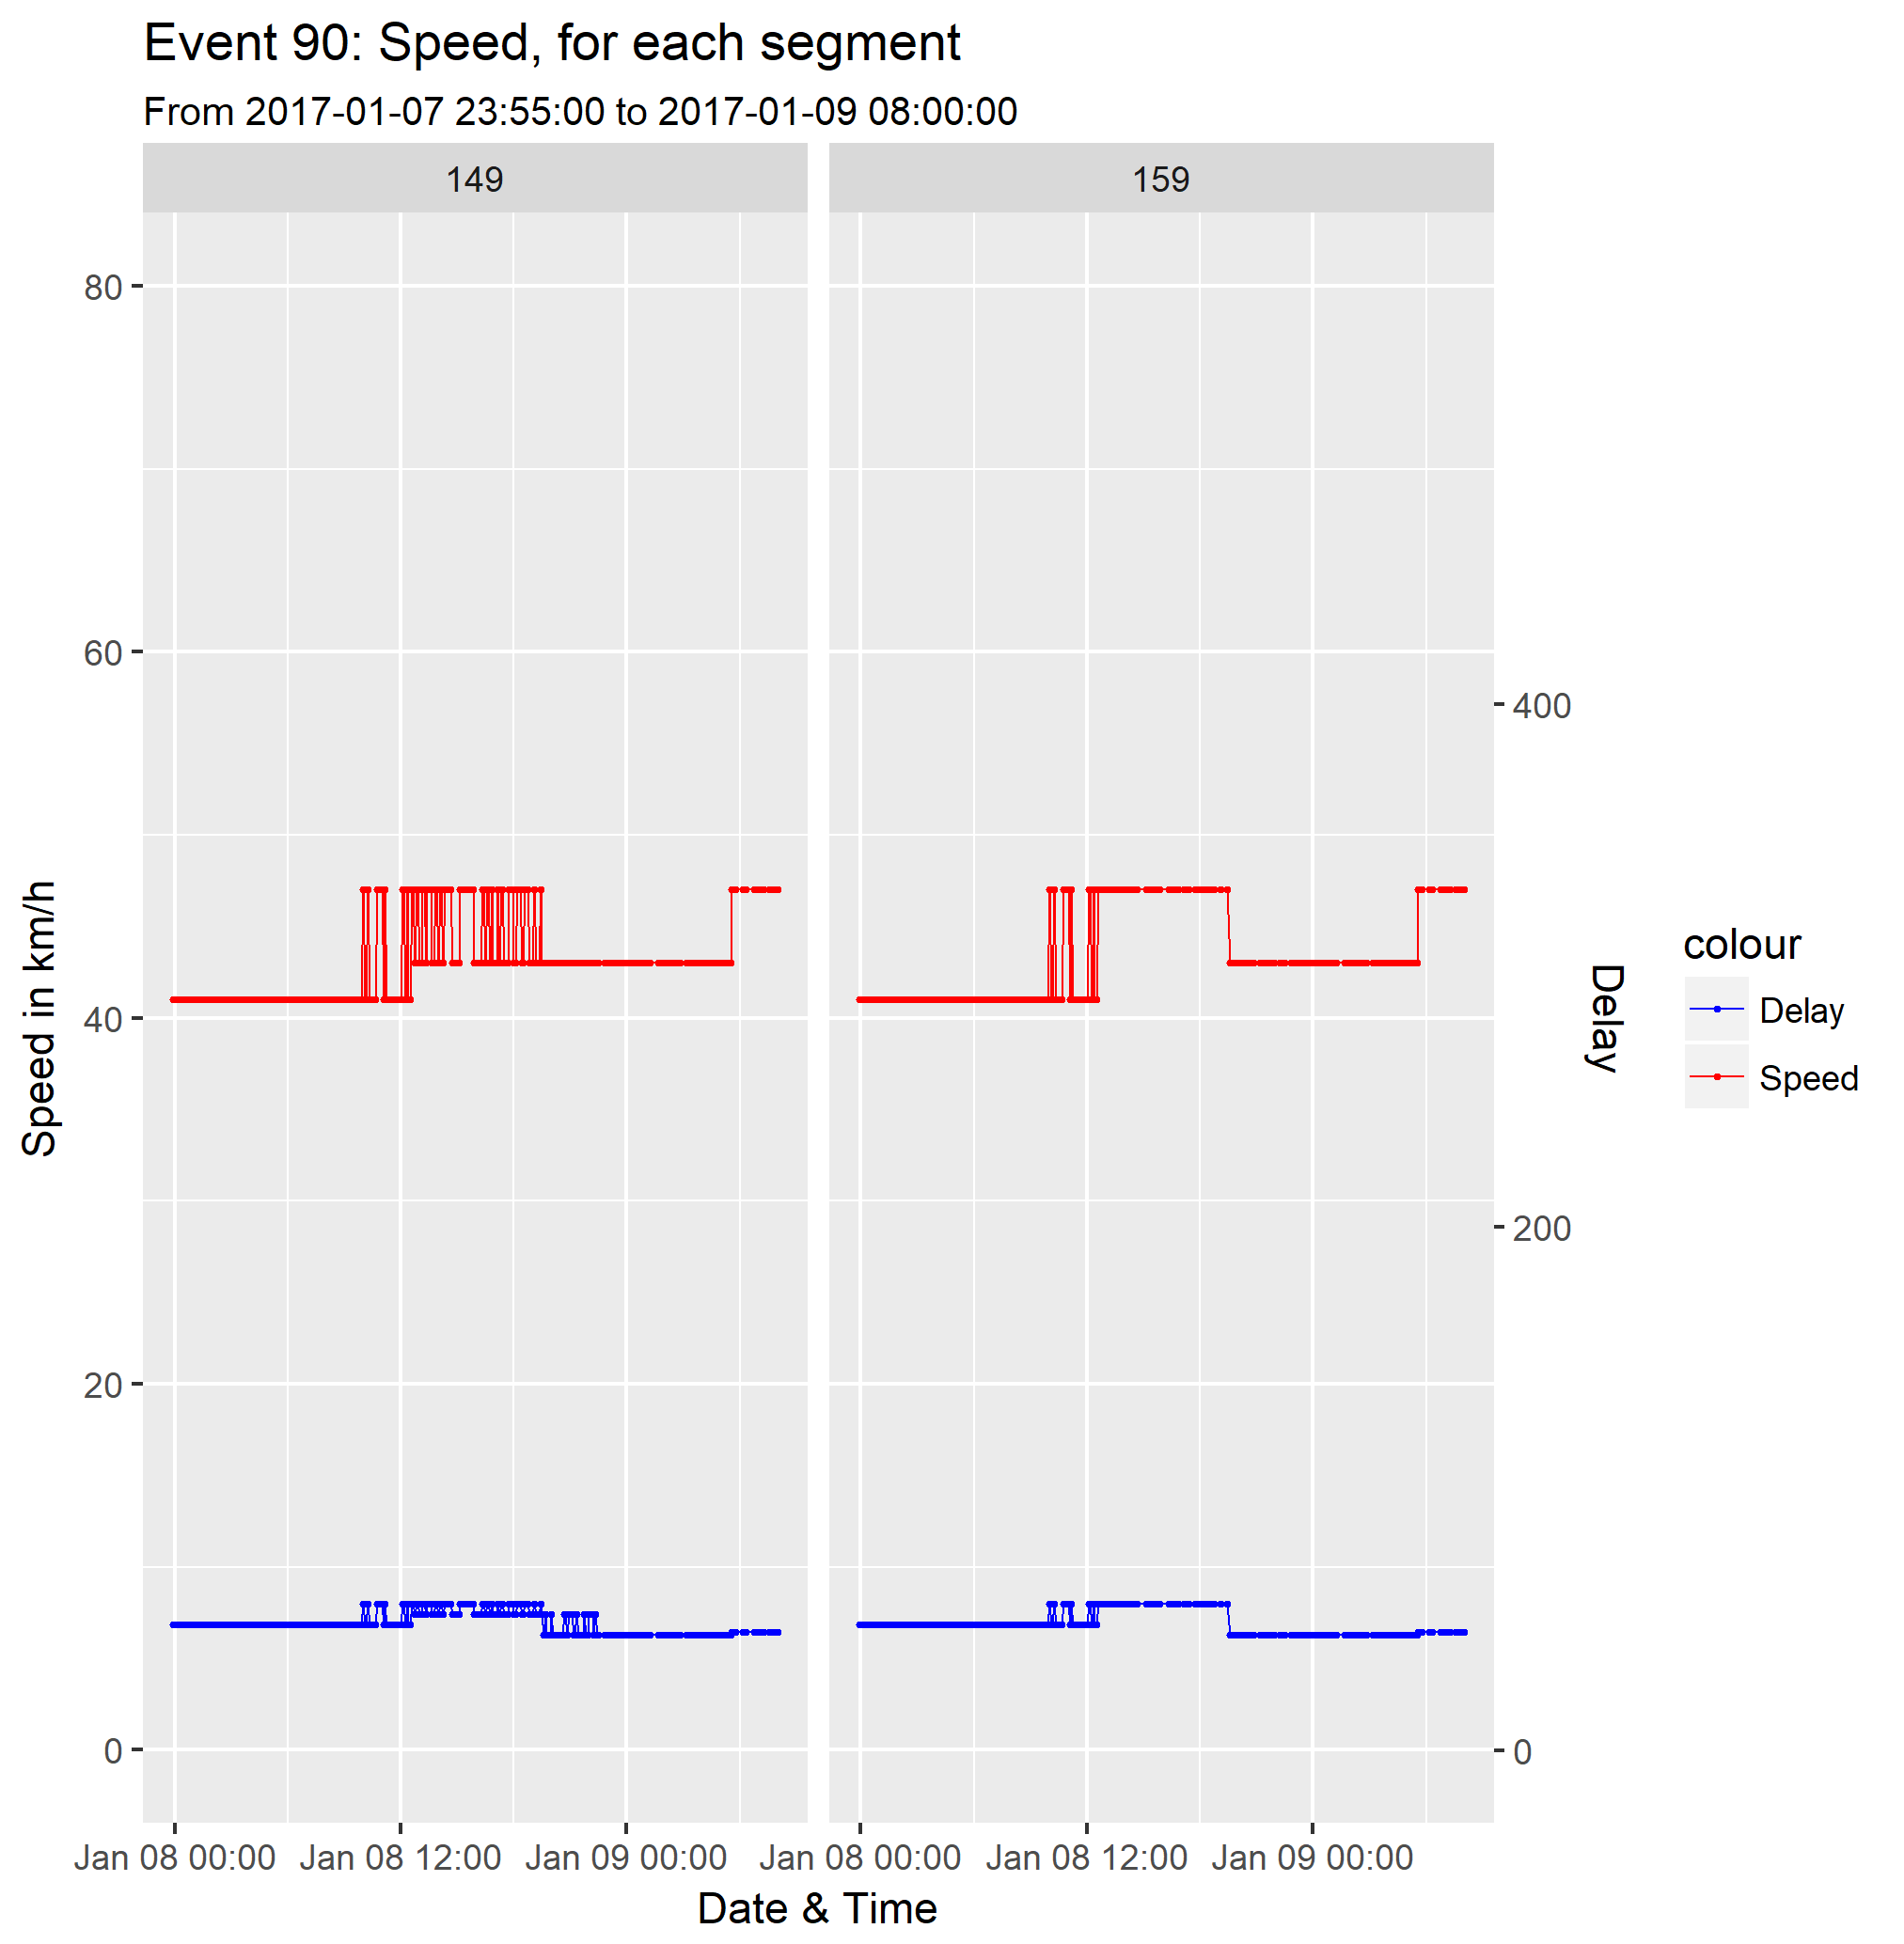 Event 90: Speed, for each segment
From 2017-01-07 23:55:00 to 2017-01-09 08:00:00
149
159
80
60
40
20
0
Speed in km/h
400
200
0
Delay
Jan 08 00:00
Jan 08 12:00
Jan 09 00:00
Jan 08 00:00
Jan 08 12:00
Jan 09 00:00
Date & Time
colour
Delay
Speed